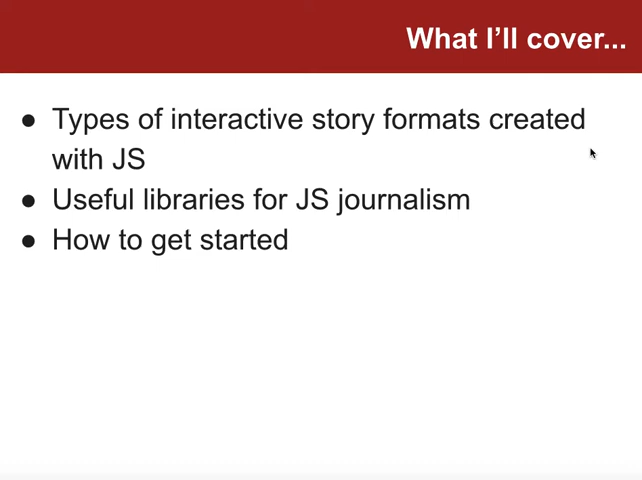 What I’ll cover...
● Types of interactive story formats created
with JS
● Useful libraries for JS journalism
● How to get started